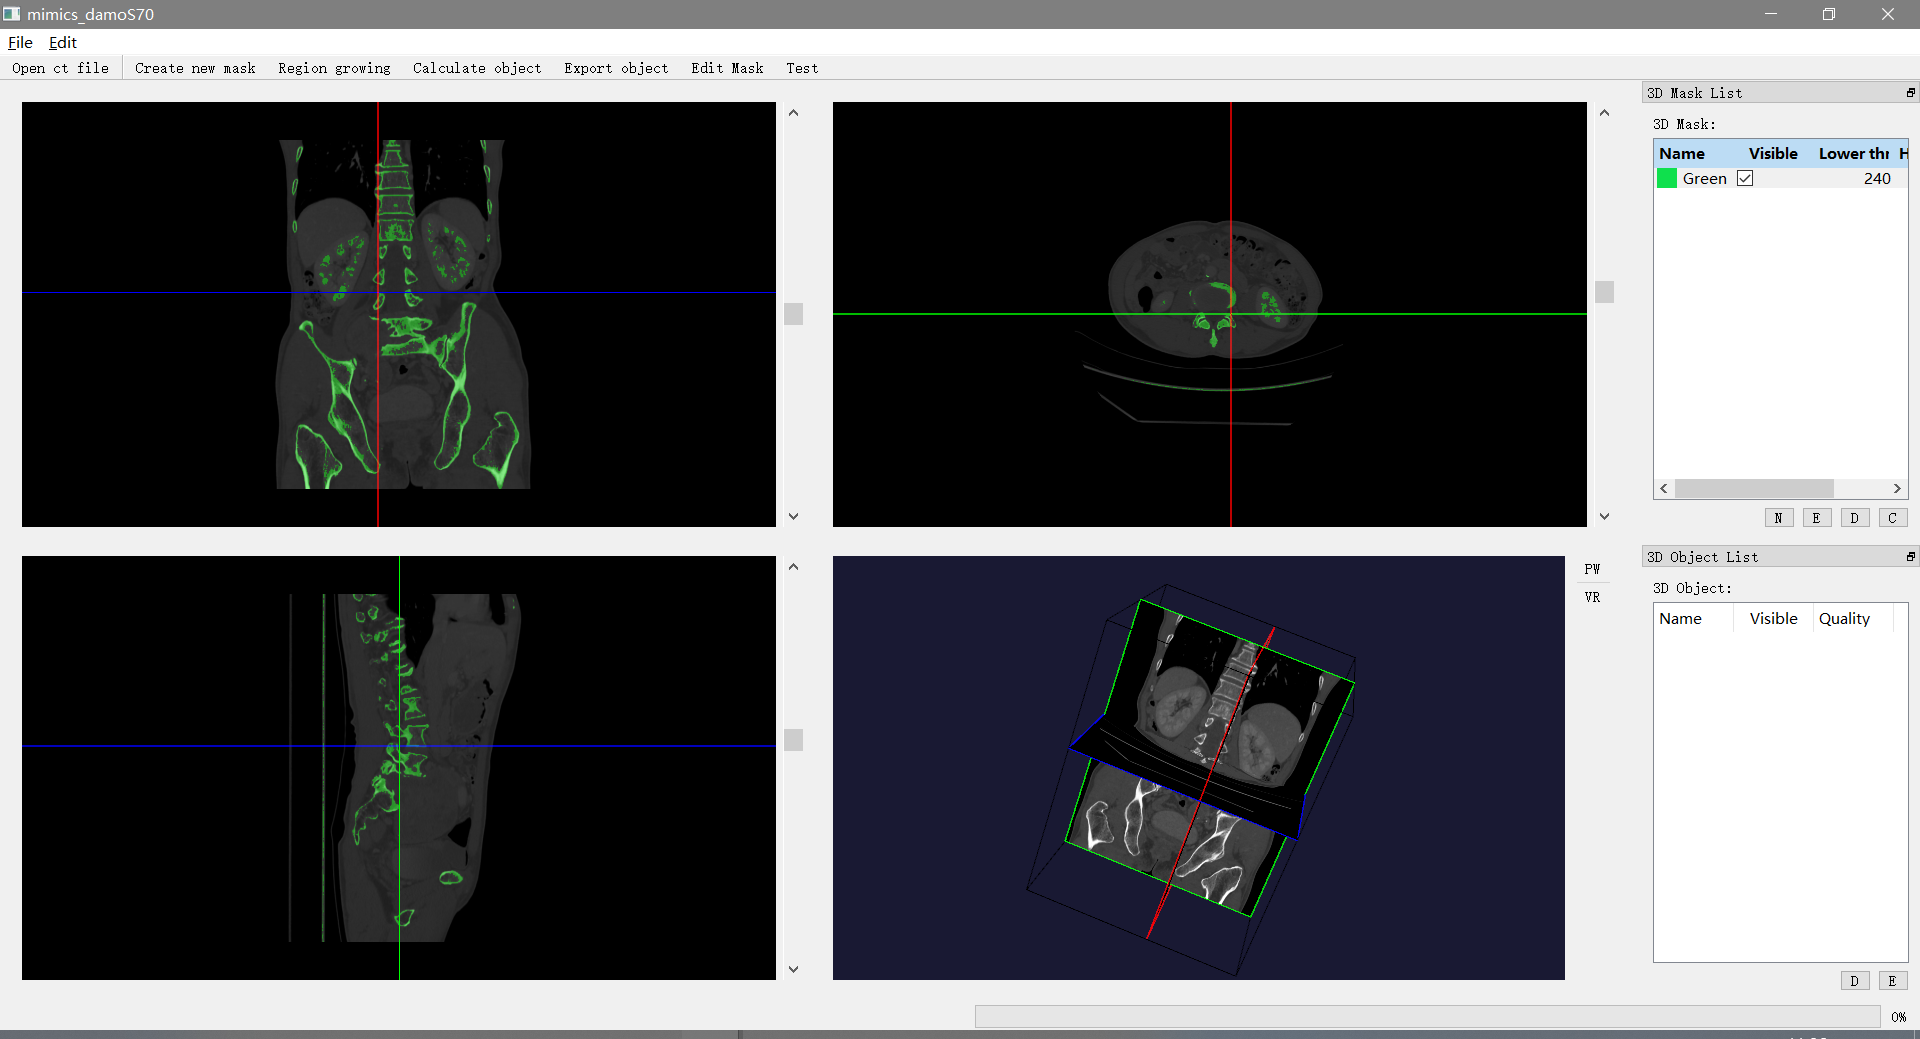 mimics_damoS70
File Edit
Open ct file Create new mask Region growing Calculate object Export object Edit Mask Test
3D Mask List
3D Mask:
Name Visible Lower thr H
Green 240
N E D C
PW
VR
3D Object List
3D Object:
Name Visible Quality
D E
0%